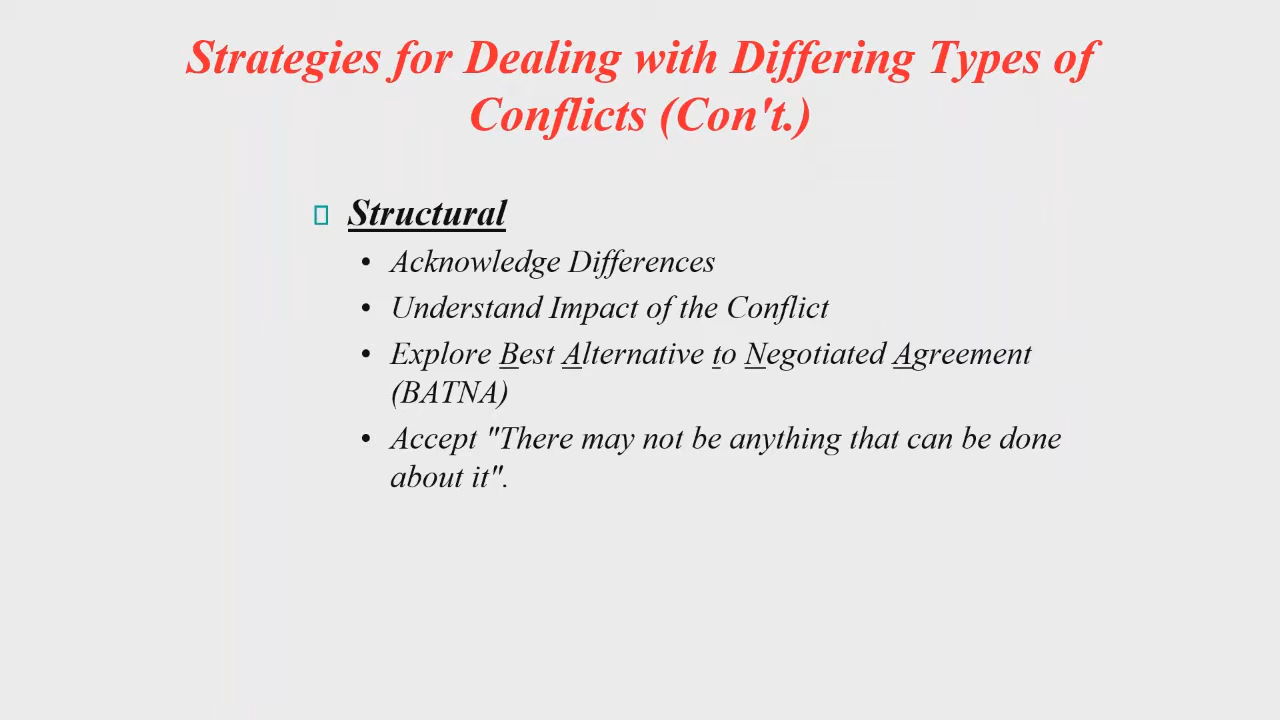 Strategies for Dealing with Differing Types of
Conflicts (Con't.)
Structural
• Acknowledge Differences
• Understand Impact of the Conflict
• Explore Best Alternative to Negotiated Agreement
(BATNA)
• Accept "There may not be anything that can be done
about it".